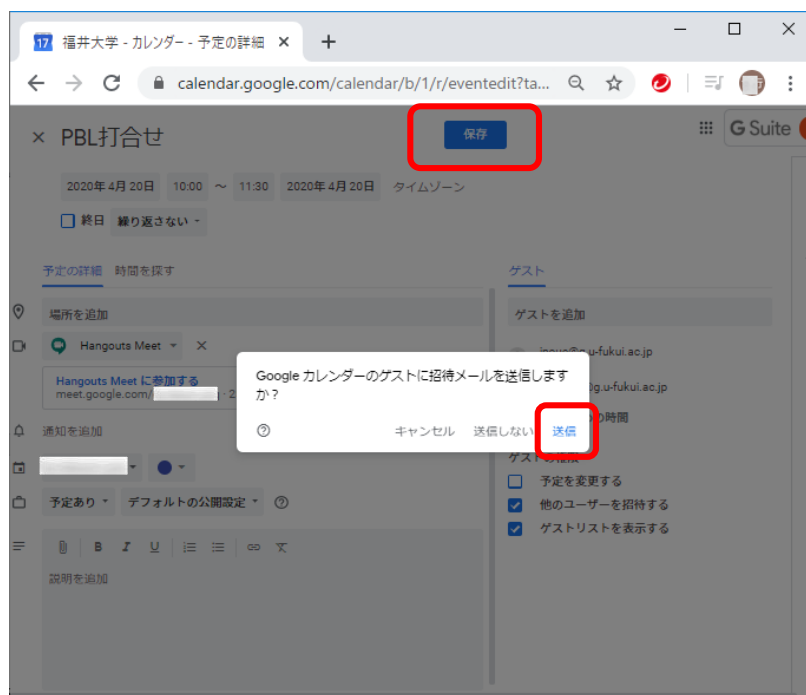 福井大学 - カレンダー - 予定の詳細
calendar.google.com/calendar/b/1/r/eventedit?ta...
PBL打合せ
保存
G Suite
2020年 4月 20日 10:00 ～ 11:30 2020年 4月 20日 タイムゾーン
終日 繰り返さない
予定の詳細 時間を探す
ゲスト
場所を追加
ゲストを追加
Hangouts Meet
Hangouts Meet に参加する
meet.google.com/
u-fukui.ac.jp
g.u-fukui.ac.jp
の時間
Google カレンダーのゲストに招待メールを送信します
か？
キャンセル 送信しない 送信
通知を追加
予定を変更する
予定あり デフォルトの公開設定
他のユーザーを招待する
ゲストリストを表示する
B I U
説明を追加